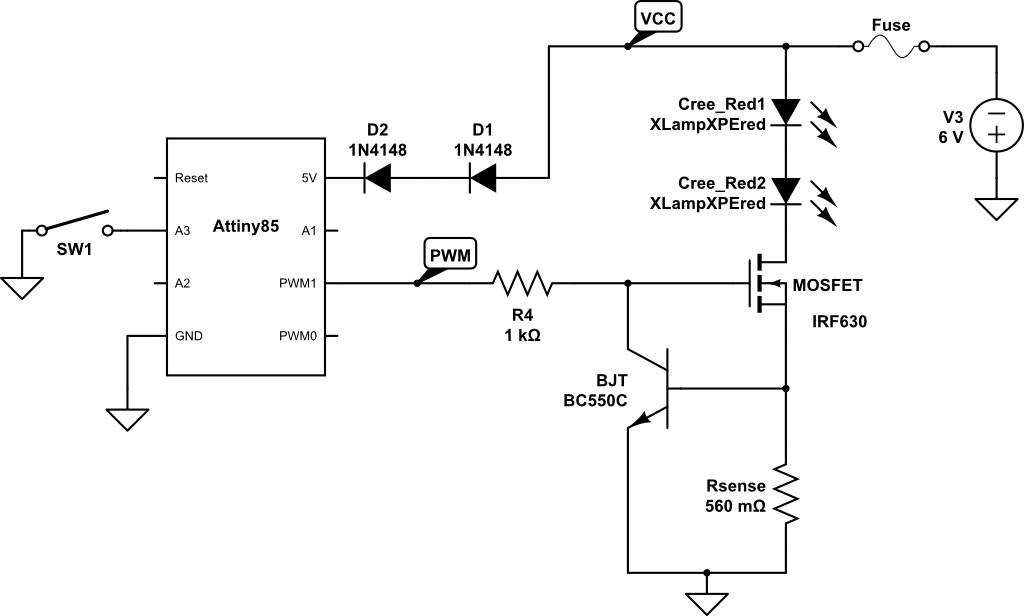 VCC
Fuse
Cree_Red1
XLampXPEred
V3
6 V
−
+
D2
1N4148
D1
1N4148
Cree_Red2
XLampXPEred
Reset
5V
Attiny85
A3
A1
SW1
PWM
A2
PWM1
MOSFET
IRF630
R4
1 kΩ
GND
PWM0
BJT
BC550C
Rsense
560 mΩ